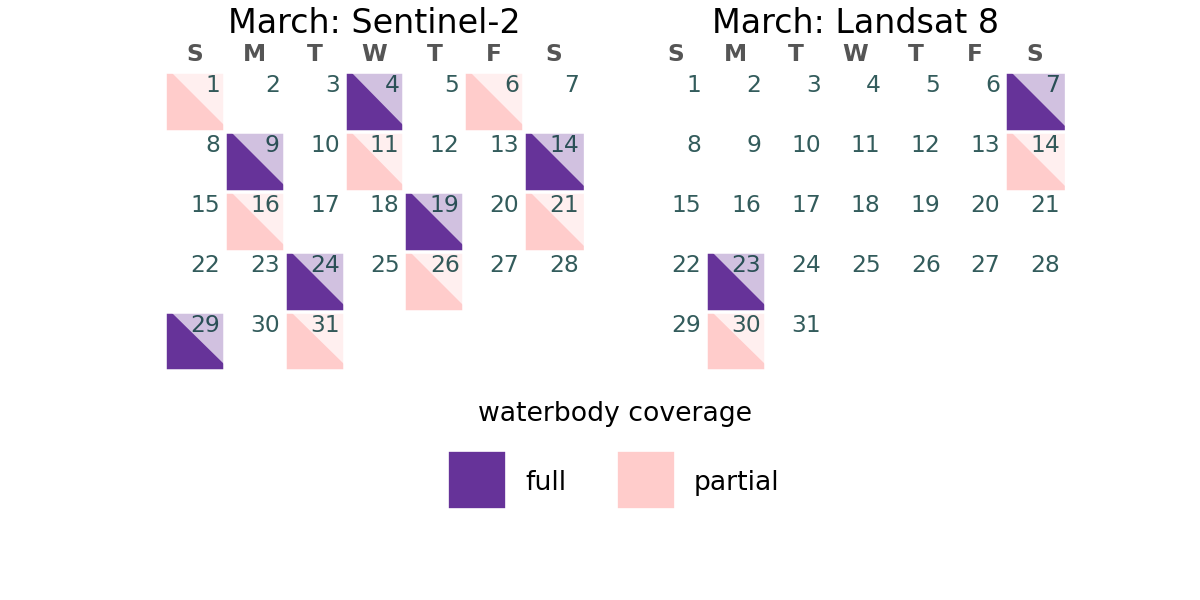 March: Sentinel-2
S M T W T F S
1 2 3 4 5 6 7
8 9 10 11 12 13 14
15 16 17 18 19 20 21
22 23 24 25 26 27 28
29 30 31
March: Landsat 8
S M T W T F S
1 2 3 4 5 6 7
8 9 10 11 12 13 14
15 16 17 18 19 20 21
22 23 24 25 26 27 28
29 30 31
waterbody coverage
full partial